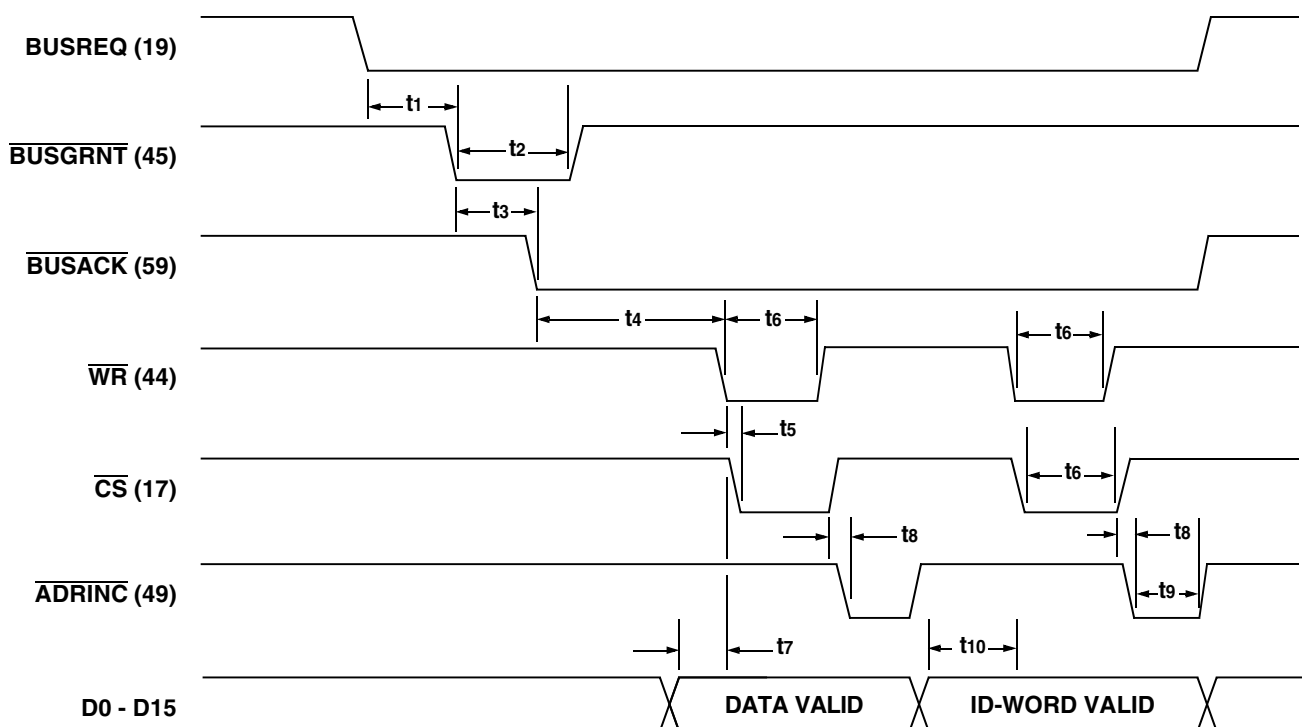 BUSREQ (19)
t1
BUSGRNT (45)
t2
t3
BUSACK (59)
t4
t6
t6
WR (44)
t5
CS (17)
t6
t8
t8
ADRINC (49)
t9
t7
t10
D0 - D15
DATA VALID
ID-WORD VALID